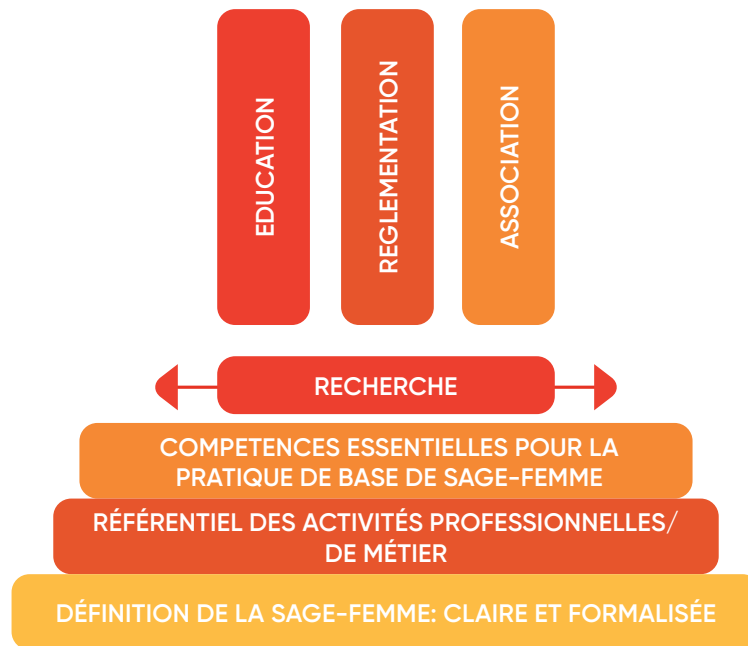 EDUCATION
REGLEMENTATION
ASSOCIATION
RECHERCHE
COMPETENCES ESSENTIELLES POUR LA
PRATIQUE DE BASE DE SAGE-FEMME
RÉFÉRENTIEL DES ACTIVITÉS PROFESSIONNELLES/
DE MÉTIER
DÉFINITION DE LA SAGE-FEMME: CLAIRE ET FORMALISÉE